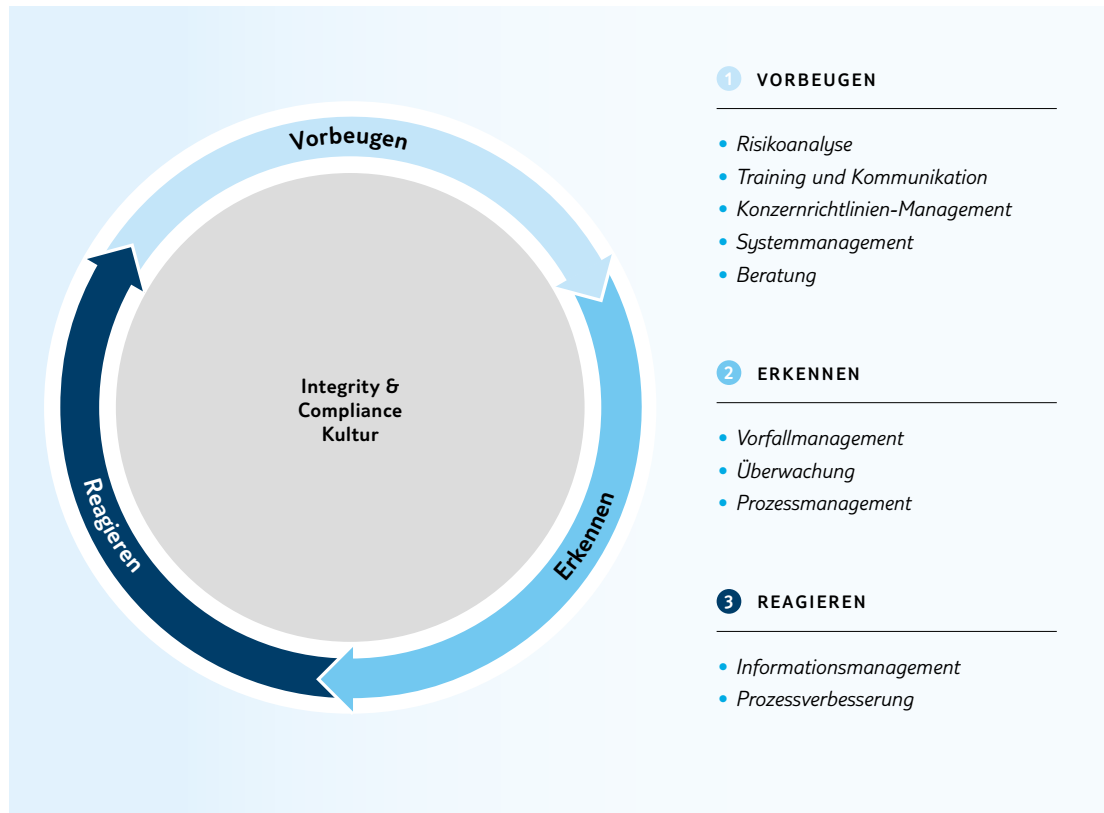 Vorbeugen
Integrity &
Compliance
Kultur
Reagieren
Erkennen
1 VORBEUGEN
• Risikoanalyse
• Training und Kommunikation
• Konzernrichtlinien-Management
• Systemmanagement
• Beratung
2 ERKENNEN
• Vorfallmanagement
• Überwachung
• Prozessmanagement
3 REAGIEREN
• Informationsmanagement
• Prozessverbesserung